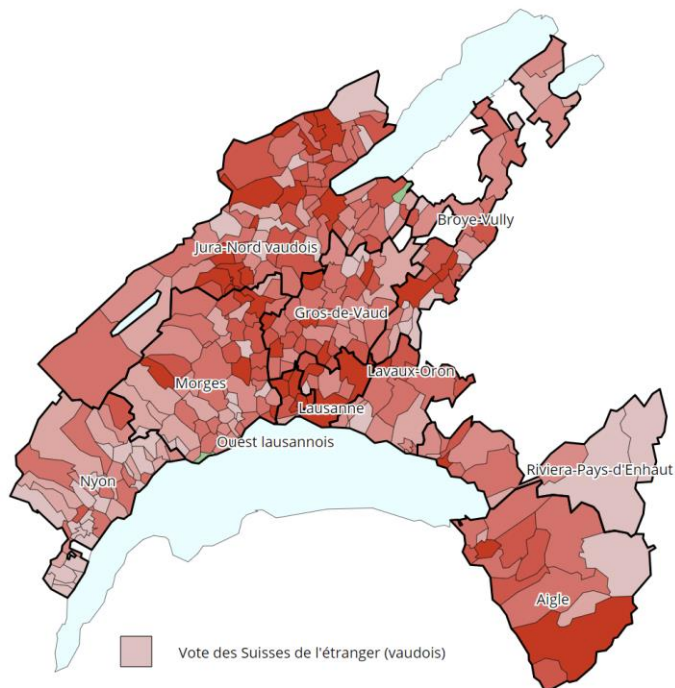 Broye-Vully
Jura-Nord vaudois
Gros-de-Vaud
Lavaux-Oron
Morges
Lausanne
Ouest lausannois
Nyon
Riviera-Pays-d'Enhaut
Aigle
Vote des Suisses de l'étranger (vaudois)